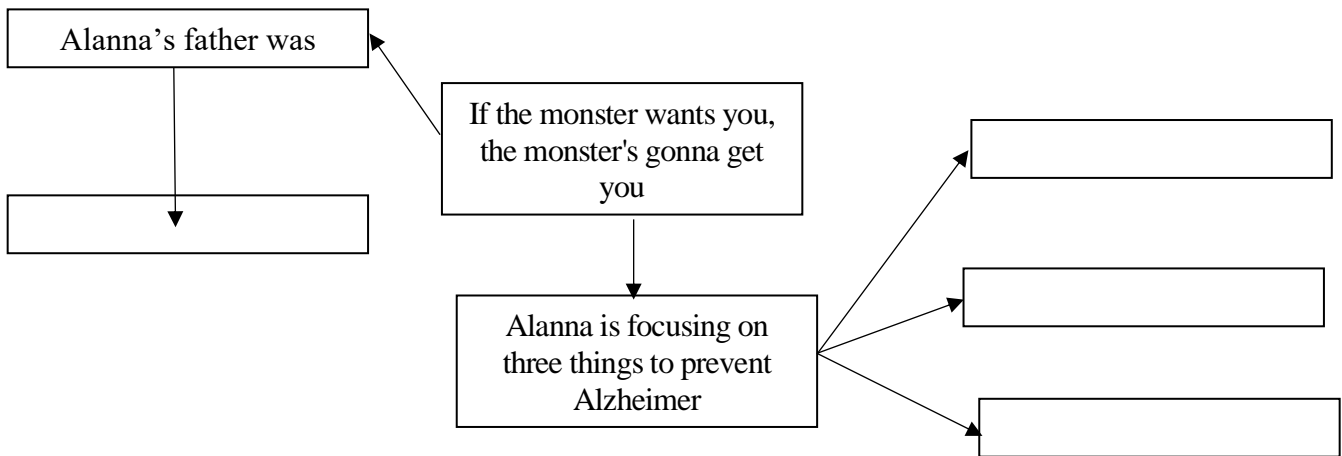 Alanna’s father was
If the monster wants you,
the monster's gonna get
you
Alanna is focusing on
three things to prevent
Alzheimer